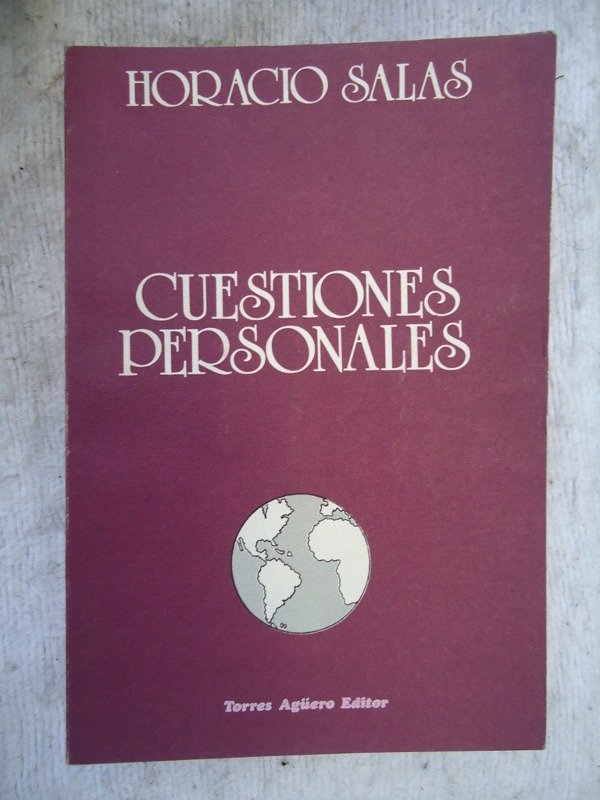 HORACIO SALAS
CUESTIONES
PERSONALES
Torres Agüero Editor